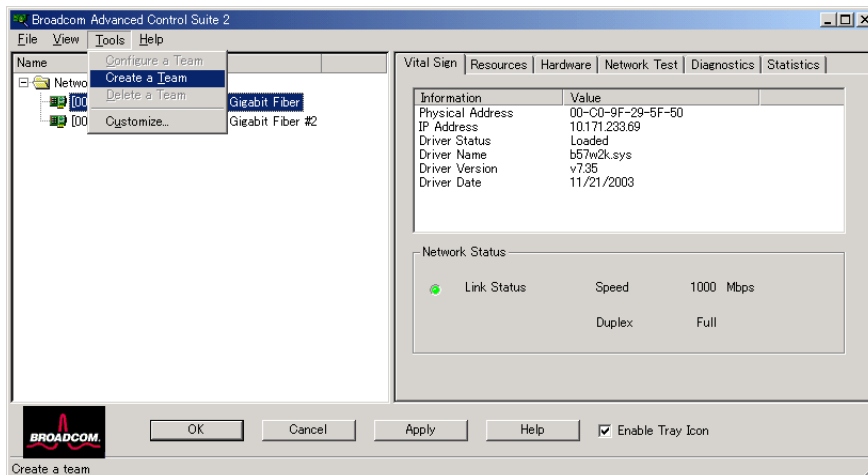 Broadcom Advanced Control Suite 2
File View Tools Help
Configure a Team
Create a Team
Delete a Team
Customize...
Name
Netwo
[00 Gigabit Fiber
[00 Gigabit Fiber #2
Vital Sign Resources Hardware Network Test Diagnostics Statistics
Information Value
Physical Address 00-C0-9F-29-5F-50
IP Address 10.171.233.69
Driver Status Loaded
Driver Name b57w2k.sys
Driver Version v7.35
Driver Date 11/21/2003
Network Status
Link Status Speed 1000 Mbps
Duplex Full
BROADCOM.
OK Cancel Apply Help Enable Tray Icon
Create a team